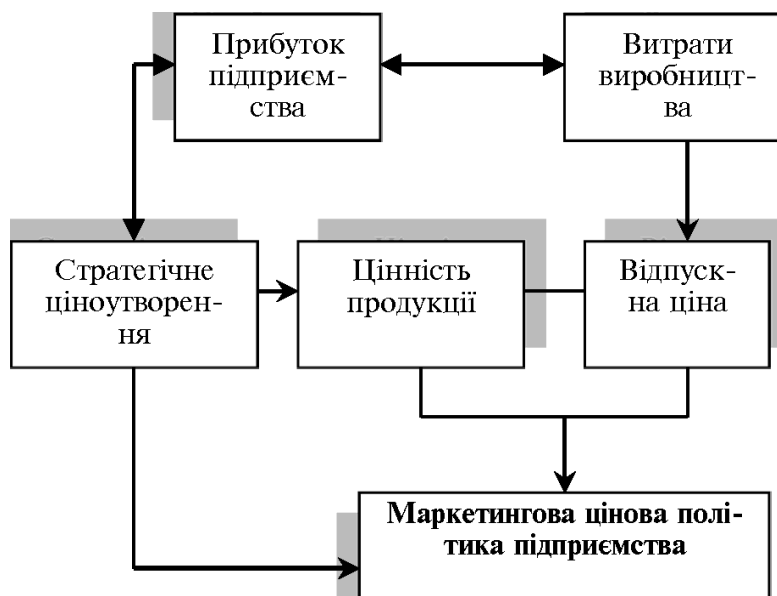 Прибуток
підприєм-
ства
Витрати
виробницт-
ва
Стратегічне
ціноутворен-
ня
Цінність
продукції
Відпуск-
на ціна
Маркетингова цінова полі-
тика підприємства